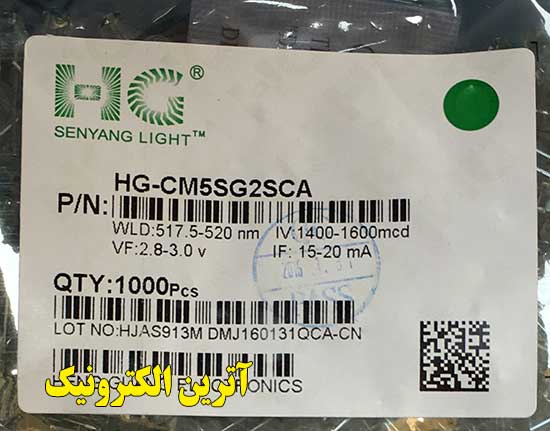 HG®
SENYANG LIGHT™
HG-CM5SG2SCA
P/N:
WLD:517.5-520 nm IV:1400-1600mcd
VF:2.8-3.0 v IF: 15-20 mA
QTY:1000Pcs
PASS
LOT NO:HJAS913M DMJ160131QCA-CN
آترین الکترونیک